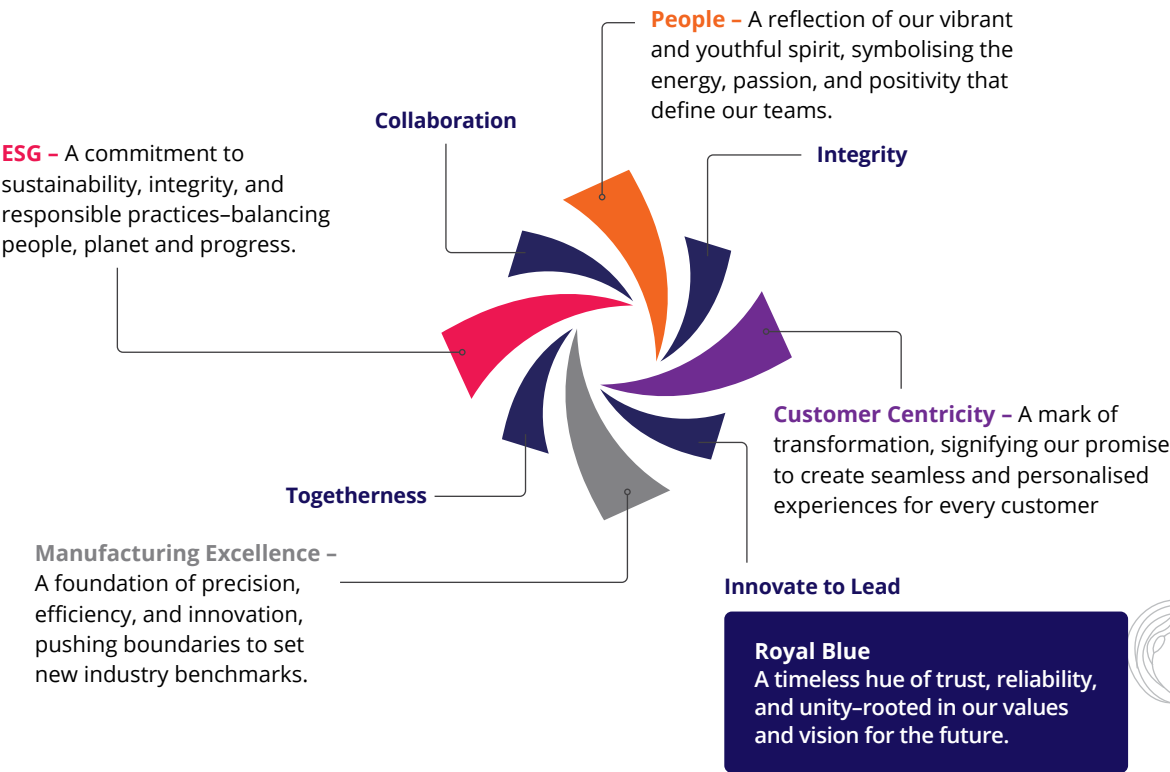 People – A reflection of our vibrant
and youthful spirit, symbolising the
energy, passion, and positivity that
define our teams.
Collaboration
Integrity
ESG – A commitment to
sustainability, integrity, and
responsible practices–balancing
people, planet and progress.
Customer Centricity – A mark of
transformation, signifying our promise
to create seamless and personalised
experiences for every customer
Togetherness
Manufacturing Excellence –
A foundation of precision,
efficiency, and innovation,
pushing boundaries to set
new industry benchmarks.
Innovate to Lead
Royal Blue
A timeless hue of trust, reliability,
and unity–rooted in our values
and vision for the future.